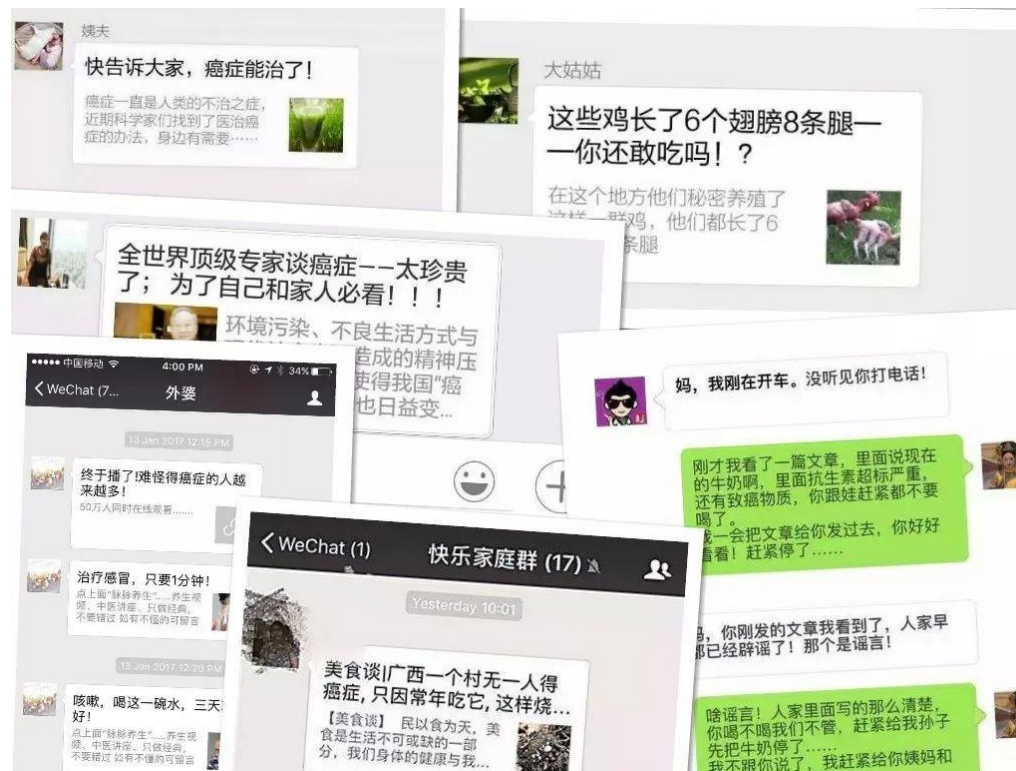 姨夫
快告诉大家，癌症能治了！
癌症一直是人类的不治之症，
近期科学家们找到了医治癌
症的办法，身边有需要……
大姑姑
这些鸡长了6个翅膀8条腿—
—你还敢吃吗！？
在这个地方他们秘密养殖了
鸡，他们都长了6
条腿
全世界顶级专家谈癌症——太珍贵
了； 为了自己和家人必看！！！
环境污染、不良生活方式与
造成的精神压
使得我国“癌
也日益变...
中国移动
4:00 PM
34%
WeChat (7...
外婆
13 Jan 2017 12:15 PM
终于播了!难怪得癌症的人越
来越多!
50万人同时在线观看……
治疗感冒，只要1分钟!
点上面“脉脉养生”……养生视
频、中医讲座、只做经典，
不要错过 如有不懂的可留言
13 Jan 2017 12:20 PM
咳嗽，喝这一碗水，三天
好!
点上面“脉脉养生”……养生视
频、中医讲座、只做经典，
不要错过 如有不懂的可留言
WeChat (1)
快乐家庭群 (17)
Yesterday 10:01
美食谈|广西一个村无一人得
癌症, 只因常年吃它, 这样烧...
【美食谈】 民以食为天，美
食是生活不可或缺的一部
分，我们身体的健康与我...
妈，我刚在开车。没听见你打电话！
刚才我看了一篇文章，里面说现在
的牛奶啊，里面抗生素超标严重，
还有致癌物质，你跟娃赶紧都不要
喝了。
我一会把文章给你发过去，你好好
看看！赶紧停了……
妈，你刚发的文章我看到了，人家早
都已经辟谣了！那个是谣言！
啥谣言！人家里面写的那么清楚，
你喝不喝我们不管，赶紧给我孙子
先把牛奶停了……
我不跟你说了，我赶紧给你姨妈和